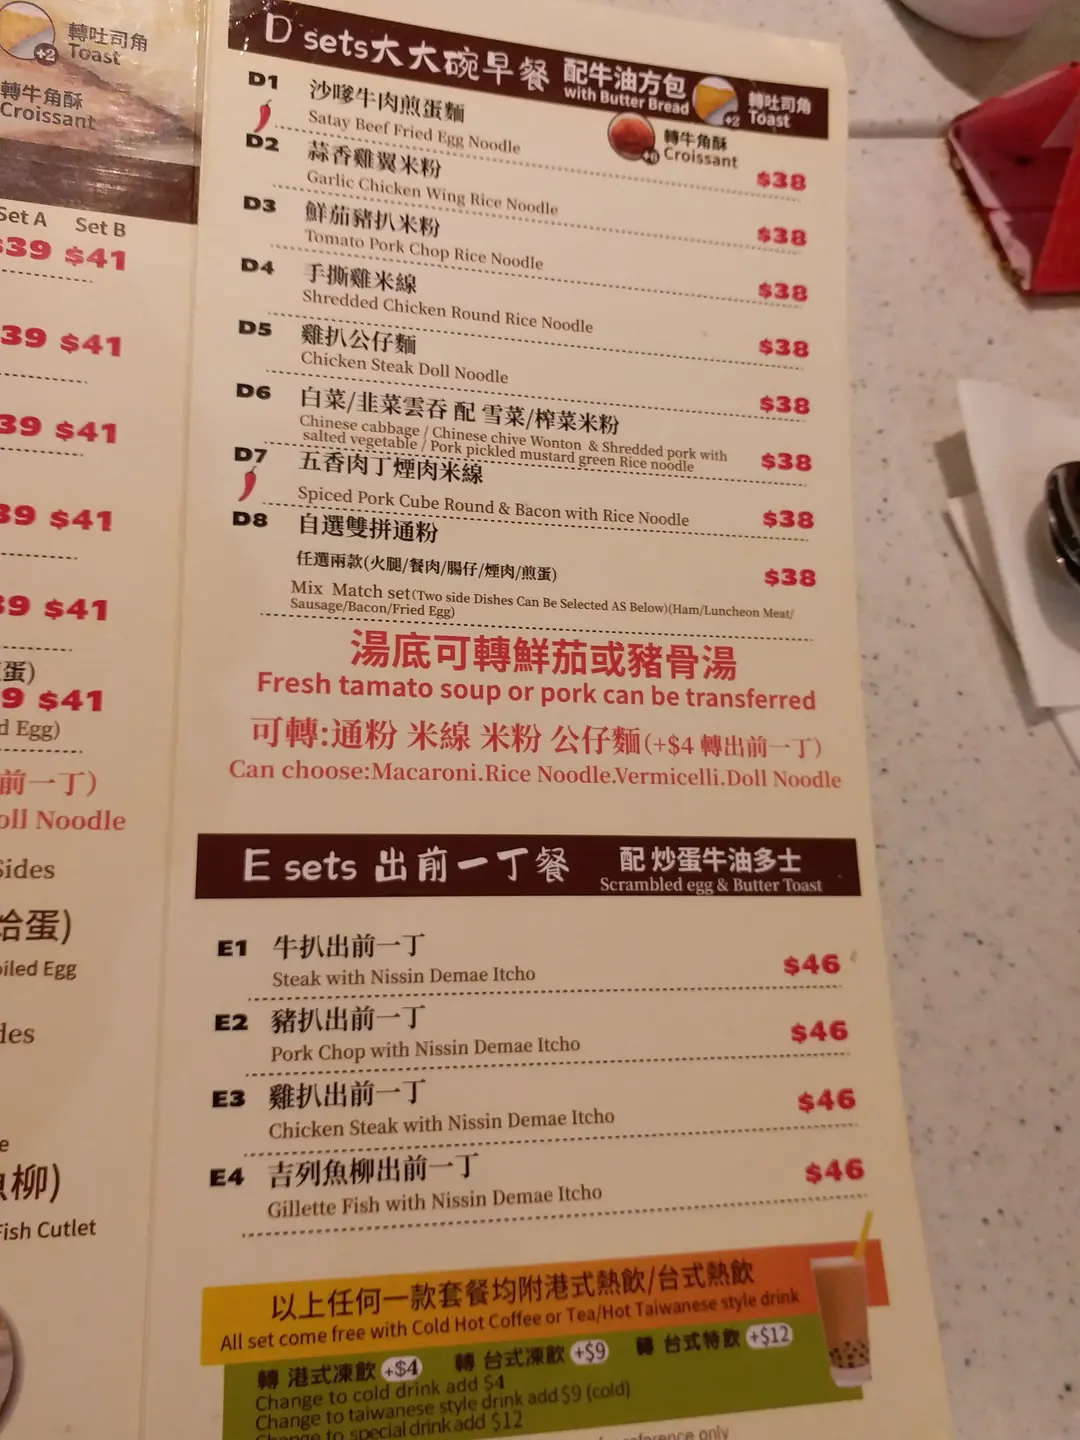 +2
轉吐司角
Toast
轉牛角酥
Croissant
Set A Set B
$39 $41
39 $41
39 $41
39 $41
39 $41
蛋)
9 $41
d Egg)
前一丁)
oll Noodle
Sides
蛋)
iled Egg
des
e
魚柳)
Fish Cutlet
D sets大大碗早餐 配牛油方包
with Butter Bread
+2
轉吐司角
Toast
轉牛角酥
Croissant
D1 沙嗲牛肉煎蛋麵
Satay Beef Fried Egg Noodle
$38
D2 蒜香雞翼米粉
Garlic Chicken Wing Rice Noodle
$38
D3 鮮茄豬扒米粉
Tomato Pork Chop Rice Noodle
$38
D4 手撕雞米線
Shredded Chicken Round Rice Noodle
$38
D5 雞扒公仔麵
Chicken Steak Doll Noodle
$38
D6 白菜/韭菜雲吞 配 雪菜/榨菜米粉
Chinese cabbage / Chinese chive Wonton & Shredded pork with
salted vegetable / Pork pickled mustard green Rice noodle
$38
D7 五香肉丁煙肉米線
Spiced Pork Cube Round & Bacon with Rice Noodle
$38
D8 自選雙拼通粉
任選兩款(火腿/餐肉/腸仔/煙肉/煎蛋)
$38
Mix Match set(Two side Dishes Can Be Selected AS Below)(Ham/Luncheon Meat/
Sausage/Bacon/Fried Egg)
湯底可轉鮮茄或豬骨湯
Fresh tamato soup or pork can be transferred
可轉:通粉 米線 米粉 公仔麵(+$4 轉出前一丁)
Can choose:Macaroni.Rice Noodle.Vermicelli.Doll Noodle
E sets 出前一丁餐 配 炒蛋牛油多士
Scrambled egg & Butter Toast
E1 牛扒出前一丁
Steak with Nissin Demae Itcho
$46
E2 豬扒出前一丁
Pork Chop with Nissin Demae Itcho
$46
E3 雞扒出前一丁
Chicken Steak with Nissin Demae Itcho
$46
E4 吉列魚柳出前一丁
Gillette Fish with Nissin Demae Itcho
$46
以上任何一款套餐均附港式熱飲/台式熱飲
All set come free with Cold Hot Coffee or Tea/Hot Taiwanese style drink
轉 港式凍飲 +$4 轉 台式凍飲 +$9 轉 台式特飲 +$12
Change to cold drink add $4
Change to taiwanese style drink add $9 (cold)
Change to special drink add $12
reference only